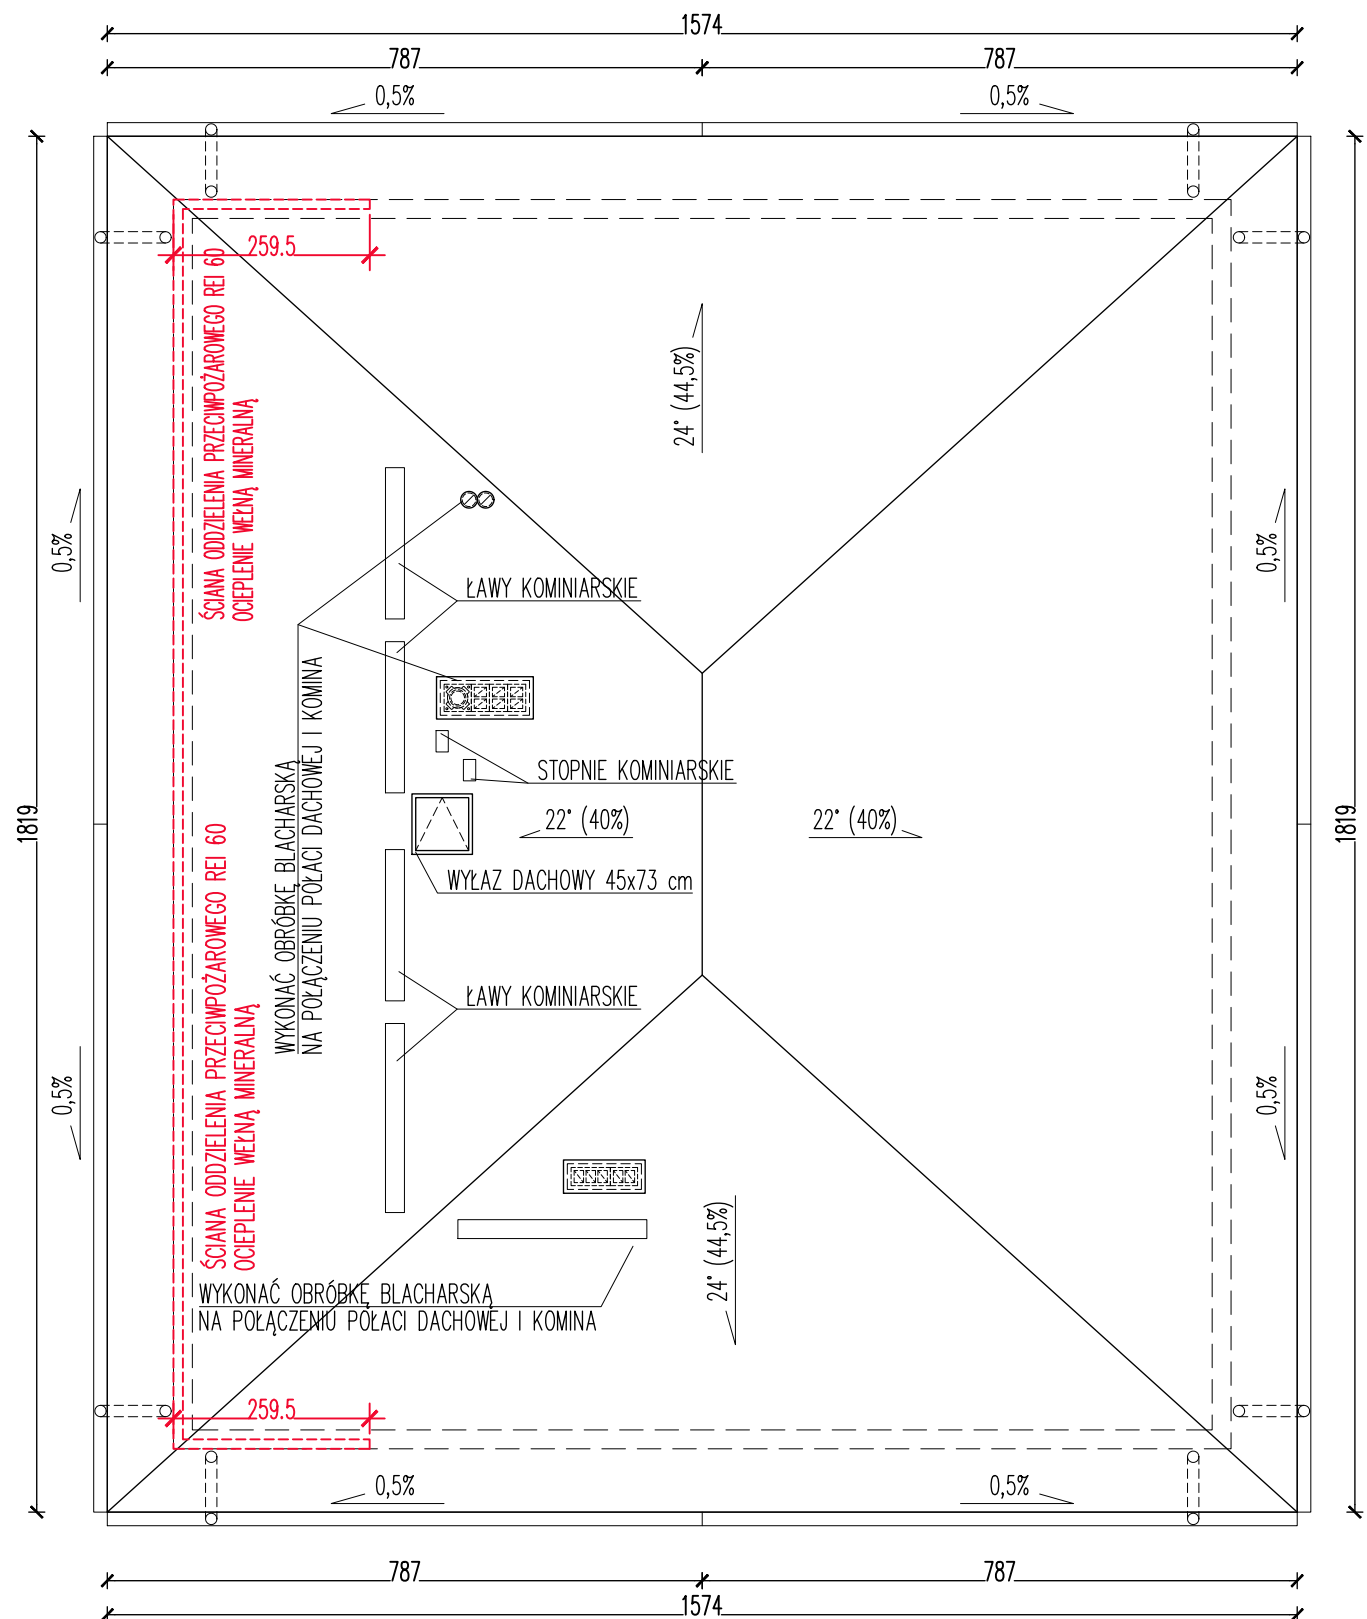 1574
787
787
0,5%
0,5%
259.5
ŚCIANA ODDZIELENIA PRZECIWPOŻAROWEGO REI 60
OCIEPLENIE WEŁNĄ MINERALNĄ
24° (44,5%)
0,5%
0,5%
ŁAWY KOMINIARSKIE
WYKONAĆ OBRÓBKĘ BLACHARSKĄ
NA POŁĄCZENIU POŁACI DACHOWEJ I KOMINA
STOPNIE KOMINIARSKIE
1819
22° (40%)
22° (40%)
1819
WYŁAZ DACHOWY 45x73 cm
ŚCIANA ODDZIELENIA PRZECIWPOŻAROWEGO REI 60
OCIEPLENIE WEŁNĄ MINERALNĄ
ŁAWY KOMINIARSKIE
0,5%
0,5%
24° (44,5%)
WYKONAĆ OBRÓBKĘ BLACHARSKĄ
NA POŁĄCZENIU POŁACI DACHOWEJ I KOMINA
259.5
0,5%
0,5%
787
787
1574